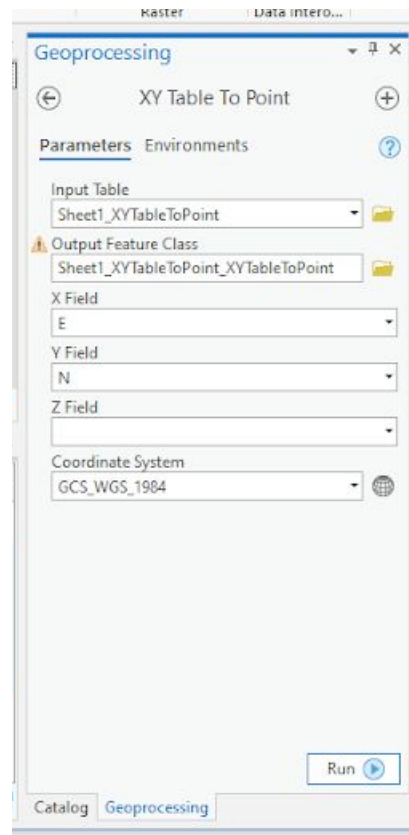 Raster Data Intero...
Geoprocessing
XY Table To Point
Parameters Environments
?
Input Table
Sheet1_XYTableToPoint
Output Feature Class
Sheet1_XYTableToPoint_XYTableToPoint
X Field
E
Y Field
N
Z Field
Coordinate System
GCS_WGS_1984
Run
Catalog Geoprocessing